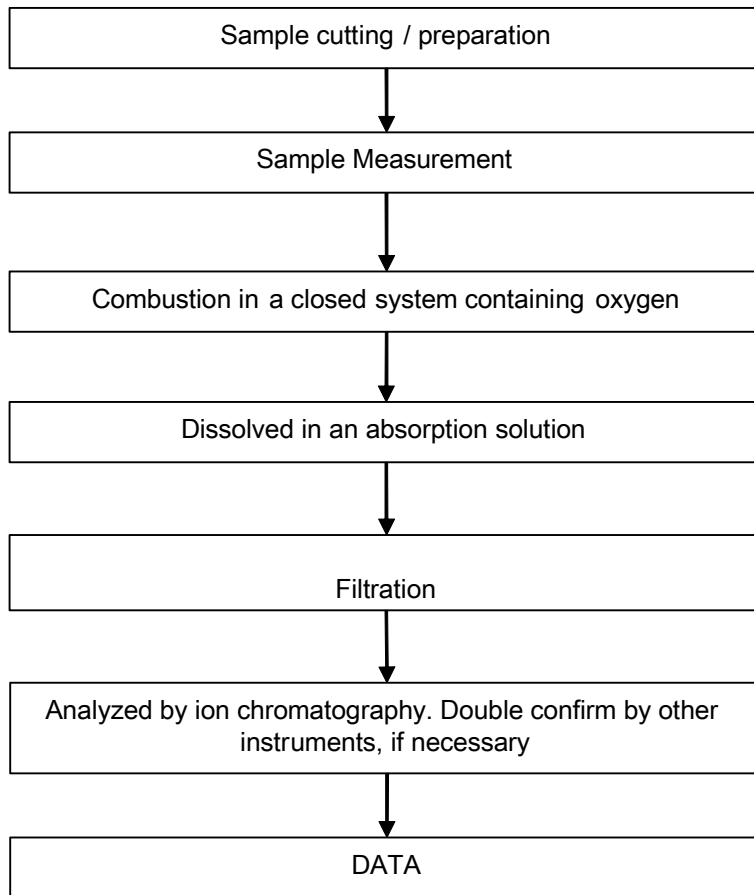 Sample cutting / preparation
Sample Measurement
Combustion in a closed system containing oxygen
Dissolved in an absorption solution
Filtration
Analyzed by ion chromatography. Double confirm by other
instruments, if necessary
DATA